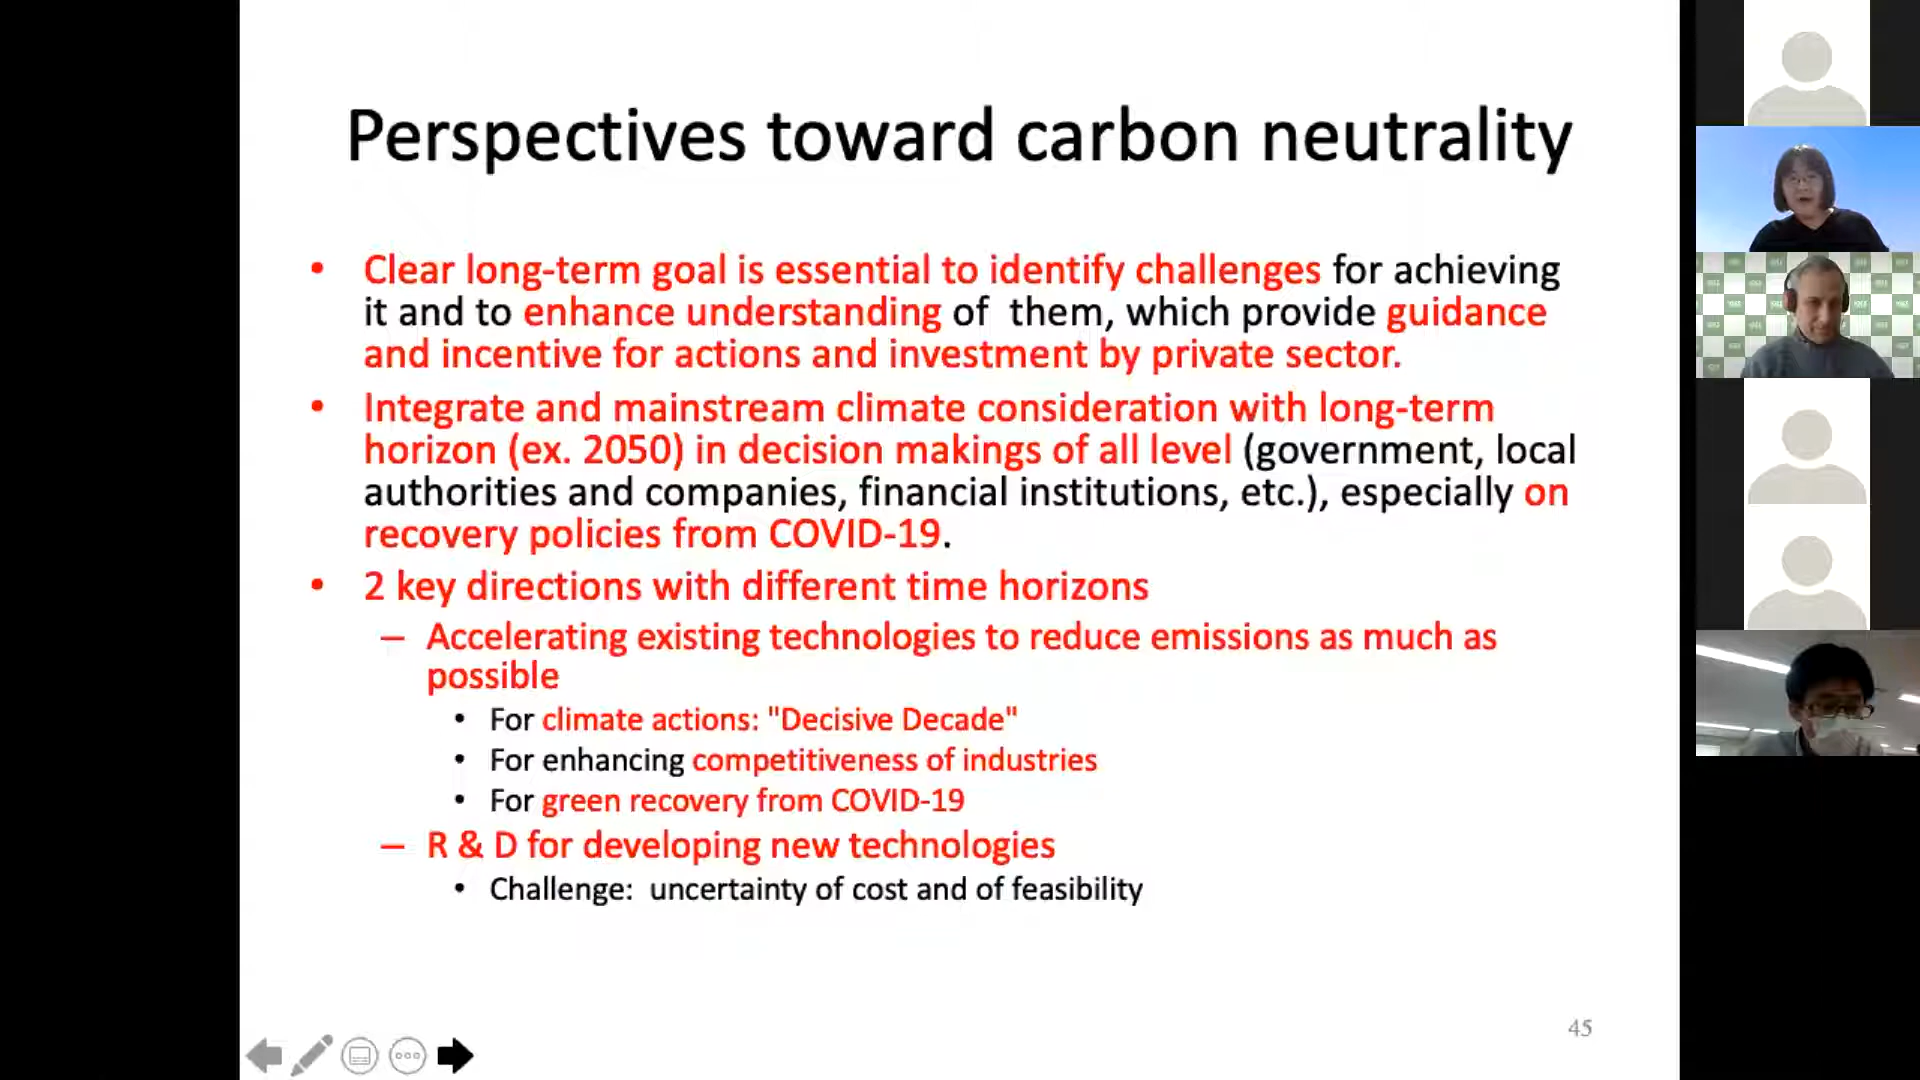 Perspectives toward carbon neutrality
• Clear long-term goal is essential to identify challenges for achieving
it and to enhance understanding of them, which provide guidance
and incentive for actions and investment by private sector.
• Integrate and mainstream climate consideration with long-term
horizon (ex. 2050) in decision makings of all level (government, local
authorities and companies, financial institutions, etc.), especially on
recovery policies from COVID-19.
• 2 key directions with different time horizons
– Accelerating existing technologies to reduce emissions as much as
possible
• For climate actions: "Decisive Decade"
• For enhancing competitiveness of industries
• For green recovery from COVID-19
– R & D for developing new technologies
• Challenge: uncertainty of cost and of feasibility
45